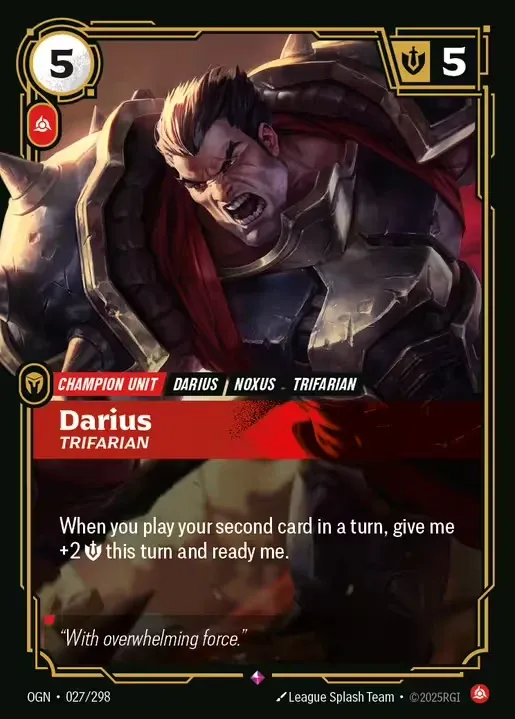 5
5
CHAMPION UNIT DARIUS NOXUS TRIFARIAN
Darius
TRIFARIAN
When you play your second card in a turn, give me
+2 this turn and ready me.
“With overwhelming force.”
OGN • 027/298 League Splash Team • ©2025RGI